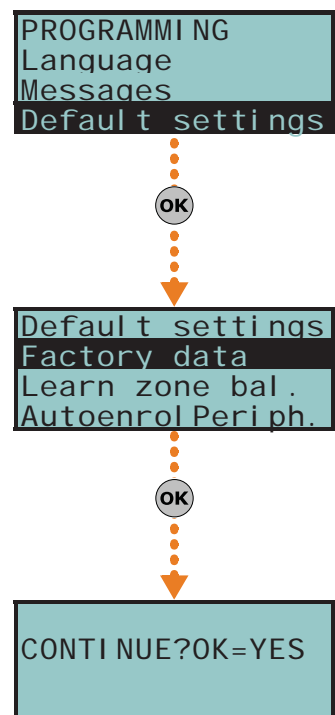 PROGRAMMING
Language
Messages
Default settings
OK
Default settings
Factory data
Learn zone bal.
AutoenrolPeriph.
OK
CONTINUE?OK=YES